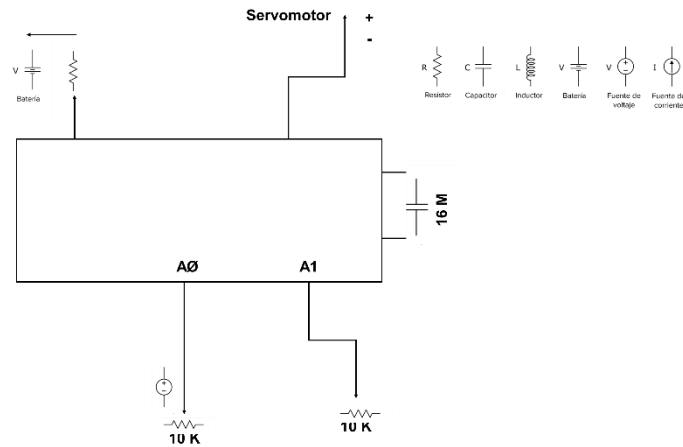 Servomotor
+
-
V
Batería
R
Resistor
C
Capacitor
L
Inductor
V
Batería
V
Fuente de
voltaje
I
Fuente de
corriente
16 M
AØ
A1
10 K
10 K